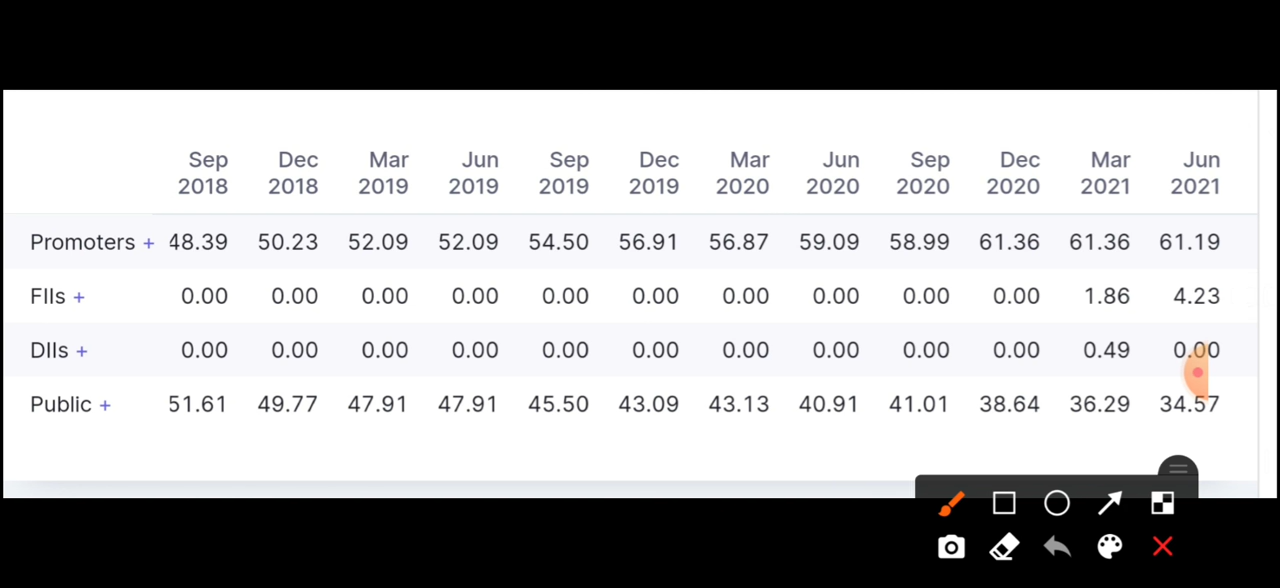 Sep Dec Mar Jun Sep Dec Mar Jun Sep Dec Mar Jun
2018 2018 2019 2019 2019 2019 2020 2020 2020 2020 2021 2021
Promoters + 48.39 50.23 52.09 52.09 54.50 56.91 56.87 59.09 58.99 61.36 61.36 61.19
FIIs + 0.00 0.00 0.00 0.00 0.00 0.00 0.00 0.00 0.00 0.00 1.86 4.23
DIIs + 0.00 0.00 0.00 0.00 0.00 0.00 0.00 0.00 0.00 0.00 0.49 0.00
Public + 51.61 49.77 47.91 47.91 45.50 43.09 43.13 40.91 41.01 38.64 36.29 34.57